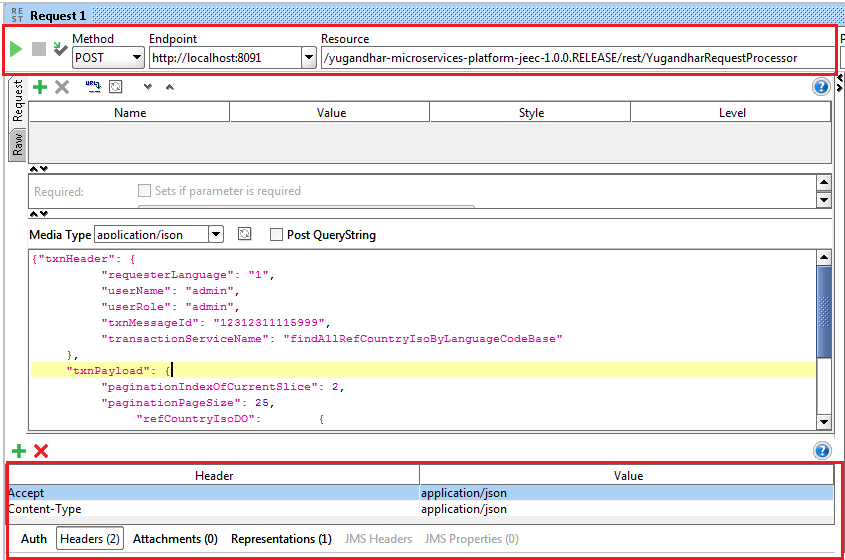 RE
ST
Request 1
Method Endpoint Resource
POST http://localhost:8091 /yugandhar-microservices-platform-jeec-1.0.0.RELEASE/rest/YugandharRequestProcessor
Request
Raw
URL
Name Value Style Level
Required: Sets if parameter is required
Media Type application/json Post QueryString
{"txnHeader": {
"requesterLanguage": "1",
"userName": "admin",
"userRole": "admin",
"txnMessageId": "12312311115999",
"transactionServiceName": "findAllRefCountryIsoByLanguageCodeBase"
},
"txnPayload": {
"paginationIndexOfCurrentSlice": 2,
"paginationPageSize": 25,
"refCountryIsoDO": {
Header Value
Accept application/json
Content-Type application/json
Auth Headers (2) Attachments (0) Representations (1) JMS Headers JMS Properties (0)